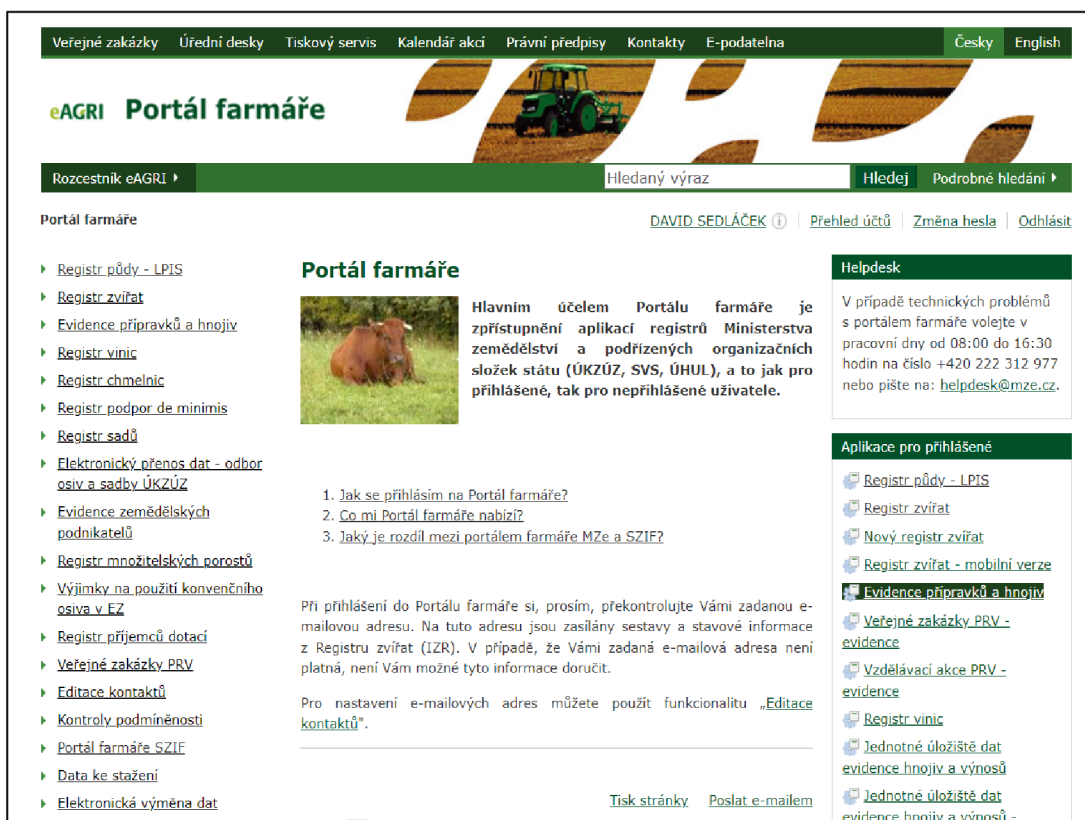 Veřejné zakázky Úřední desky Tiskový servis Kalendář akcí Právní předpisy Kontakty E-podatelna Česky English
eAGRI Portál farmáře
Rozcestník eAGRI Hledaný výraz Hledej Podrobné hledání
Portál farmáře DAVID SEDLÁČEK Přehled účtů Změna hesla Odhlásit
Registr půdy - LPIS
Registr zvířat
Evidence přípravků a hnojiv
Registr vinic
Registr chmelnic
Registr podpor de minimis
Registr sadů
Elektronický přenos dat - odbor
osiv a sadby ÚKZÚZ
Evidence zemědělských
podnikatelů
Registr množitelských porostů
Výjimky na použití konvenčního
osiva v EZ
Registr příjemců dotací
Veřejné zakázky PRV
Editace kontaktů
Kontroly podmíněnosti
Portál farmáře SZIF
Data ke stažení
Elektronická výměna dat
Portál farmáře
Hlavním účelem Portálu farmáře je
zpřístupnění aplikací registrů Ministerstva
zemědělství a podřízených organizačních
složek státu (ÚKZÚZ, SVS, ÚHUL), a to jak pro
přihlášené, tak pro nepřihlášené uživatele.
1. Jak se přihlásím na Portál farmáře?
2. Co mi Portál farmáře nabízí?
3. Jaký je rozdíl mezi portálem farmáře MZe a SZIF?
Při přihlášení do Portálu farmáře si, prosím, překontrolujte Vámi zadanou e-
mailovou adresu. Na tuto adresu jsou zasílány sestavy a stavové informace
z Registru zvířat (IZR). V případě, že Vámi zadaná e-mailová adresa není
platná, není Vám možné tyto informace doručit.
Pro nastavení e-mailových adres můžete použít funkcionalitu „Editace
kontaktů".
Tisk stránky Poslat e-mailem
Helpdesk
V případě technických problémů
s portálem farmáře volejte v
pracovní dny od 08:00 do 16:30
hodin na číslo +420 222 312 977
nebo pište na: helpdesk@mze.cz.
Aplikace pro přihlášené
Registr půdy - LPIS
Registr zvířat
Nový registr zvířat
Registr zvířat - mobilní verze
Evidence přípravků a hnojiv
Veřejné zakázky PRV -
evidence
Vzdělávací akce PRV -
evidence
Registr vinic
Jednotné úložiště dat
evidence hnojiv a výnosů
Jednotné úložiště dat
evidence hnojiv a výnosů -